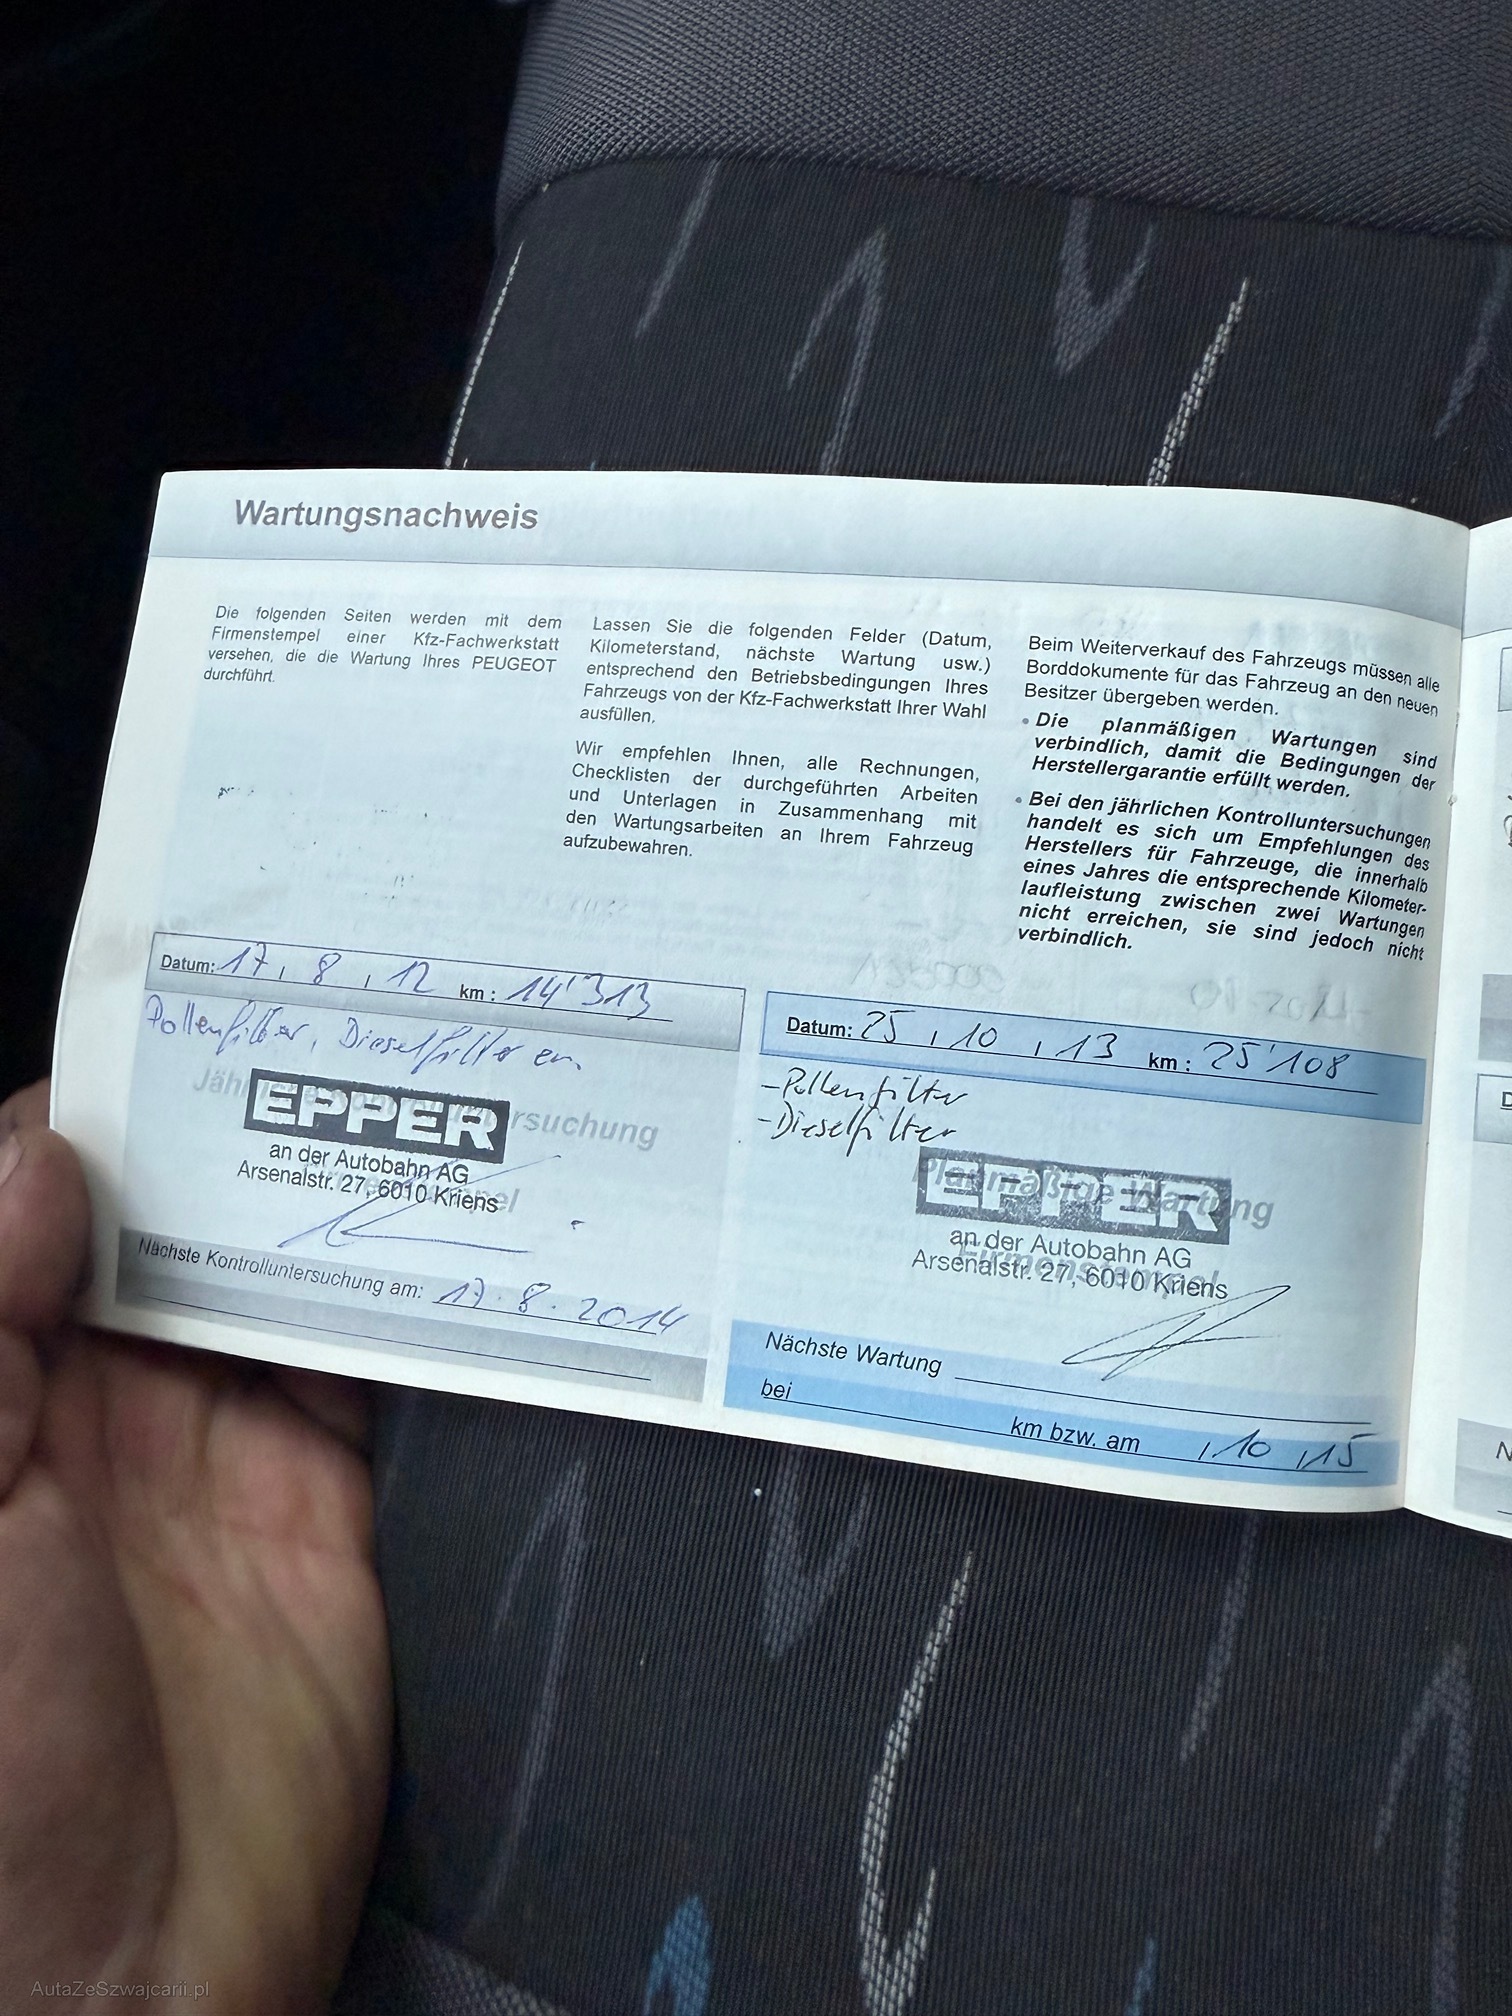 Wartungsnachweis
Die folgenden Seiten werden mit dem
Firmenstempel einer Kfz-Fachwerkstatt
versehen, die die Wartung Ihres PEUGEOT
durchführt.
Lassen Sie die folgenden Felder (Datum,
Kilometerstand, nächste Wartung usw.)
entsprechend den Betriebsbedingungen Ihres
Fahrzeugs von der Kfz-Fachwerkstatt Ihrer Wahl
ausfüllen.
Wir empfehlen Ihnen, alle Rechnungen,
Checklisten der durchgeführten Arbeiten
und Unterlagen in Zusammenhang mit
den Wartungsarbeiten an Ihrem Fahrzeug
aufzubewahren.
Beim Weiterverkauf des Fahrzeugs müssen alle
Borddokumente für das Fahrzeug an den neuen
Besitzer übergeben werden.
• Die planmäßigen Wartungen sind
verbindlich, damit die Bedingungen der
Herstellergarantie erfüllt werden.
• Bei den jährlichen Kontrolluntersuchungen
handelt es sich um Empfehlungen des
Herstellers für Fahrzeuge, die innerhalb
eines Jahres die entsprechende Kilometer-
laufleistung zwischen zwei Wartungen
nicht erreichen, sie sind jedoch nicht
verbindlich.
Datum: 17, 8, 12 km: 14'313
Pollenfilter, Dieselfilter en.
Jährliche Kontrolluntersuchung
EPPER
an der Autobahn AG
Arsenalstr. 27, 6010 Kriens
Firmenstempel
Nächste Kontrolluntersuchung am: 17. 8. 2014
Datum: 25, 10, 13 km: 25'108
- Pollenfilter
- Dieselfilter
Planmäßige Wartung
EPPER
an der Autobahn AG
Firmenstempel
Arsenalstr. 27, 6010 Kriens
Nächste Wartung
bei
km bzw. am , 10 , 15
AutaZeSzwajcarii.pl